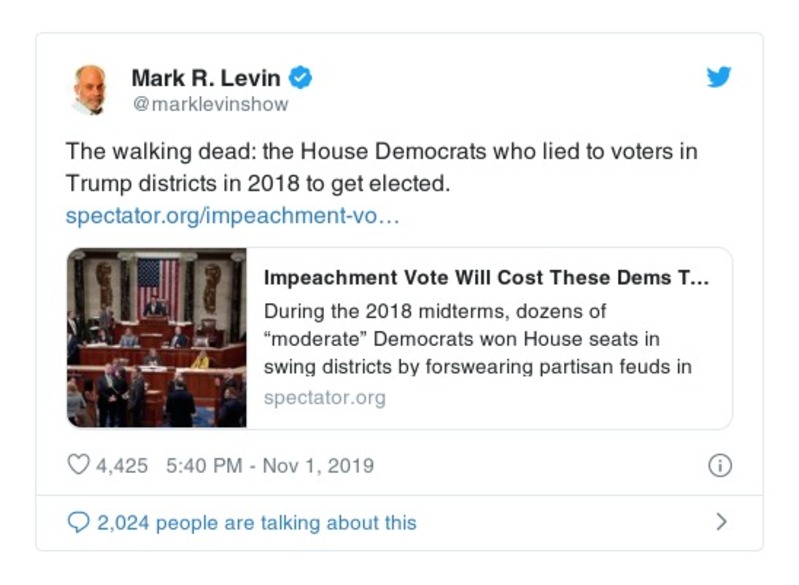 Mark R. Levin
@marklevinshow
The walking dead: the House Democrats who lied to voters in
Trump districts in 2018 to get elected.
spectator.org/impeachment-vo…
Impeachment Vote Will Cost These Dems T...
During the 2018 midterms, dozens of
“moderate” Democrats won House seats in
swing districts by forswearing partisan feuds in
spectator.org
4,425 5:40 PM - Nov 1, 2019
2,024 people are talking about this